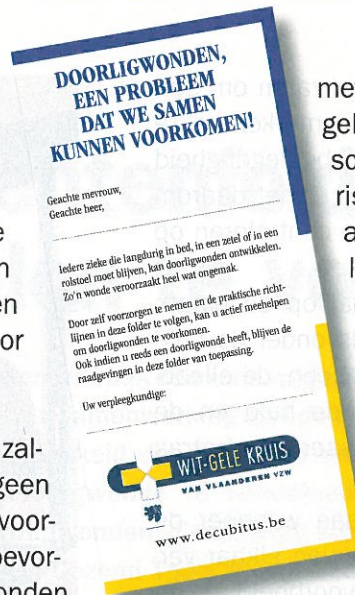 DOORLIGWONDEN,
EEN PROBLEEM
DAT WE SAMEN
KUNNEN VOORKOMEN!
Geachte mevrouw,
Geachte heer,
Iedere zieke die langdurig in bed, in een zetel of in een
rolstoel moet blijven, kan doorligwonden ontwikkelen.
Zo'n wonde veroorzaakt heel wat ongemak.
Door zelf voorzorgen te nemen en de praktische richt-
lijnen in deze folder te volgen, kan u actief meehelpen
om doorligwonden te voorkomen.
Ook indien u reeds een doorligwonde heeft, blijven de
raadgevingen in deze folder van toepassing.
Uw verpleegkundige:
WIT-GELE KRUIS
VAN VLAANDEREN VZW
www.decubitus.be
zal-
geen
voor-
bevor-
onden
me
gel
sc
ris
a